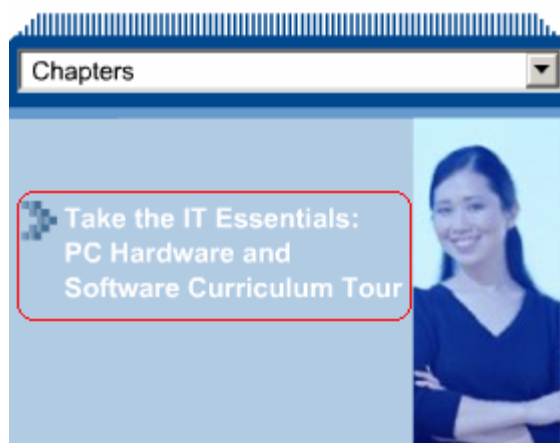 Chapters
Take the IT Essentials:
PC Hardware and
Software Curriculum Tour